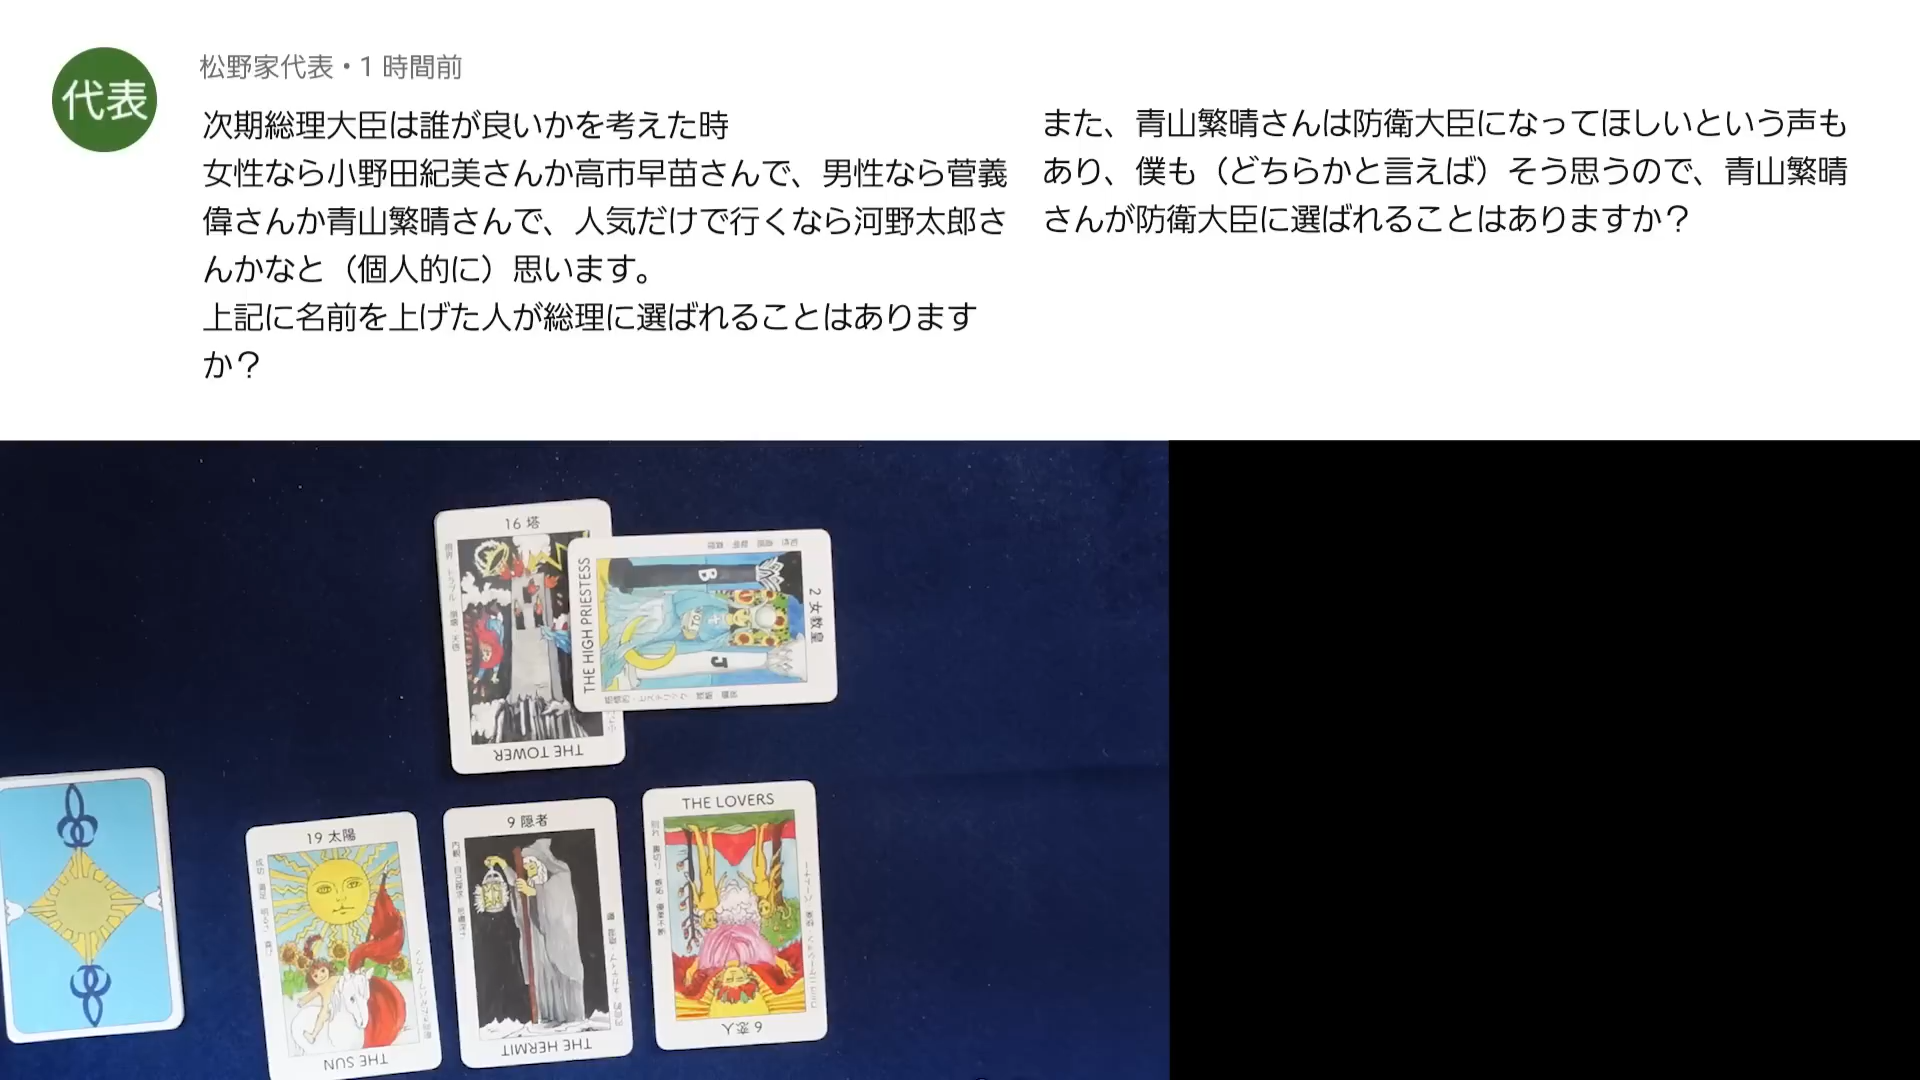 代表
松野家代表・1 時間前
次期総理大臣は誰が良いかを考えた時
女性なら小野田紀美さんか高市早苗さんで、男性なら菅義
偉さんか青山繁晴さんで、人気だけで行くなら河野太郎さ
んかなと（個人的に）思います。
上記に名前を上げた人が総理に選ばれることはあります
か？
また、青山繁晴さんは防衛大臣になってほしいという声も
あり、僕も（どちらかと言えば）そう思うので、青山繁晴
さんが防衛大臣に選ばれることはありますか？
16 塔
THE TOWER
2 女教皇
THE HIGH PRIESTESS
B
J
19 太陽
THE SUN
9 隠者
THE HERMIT
THE LOVERS
6 恋人